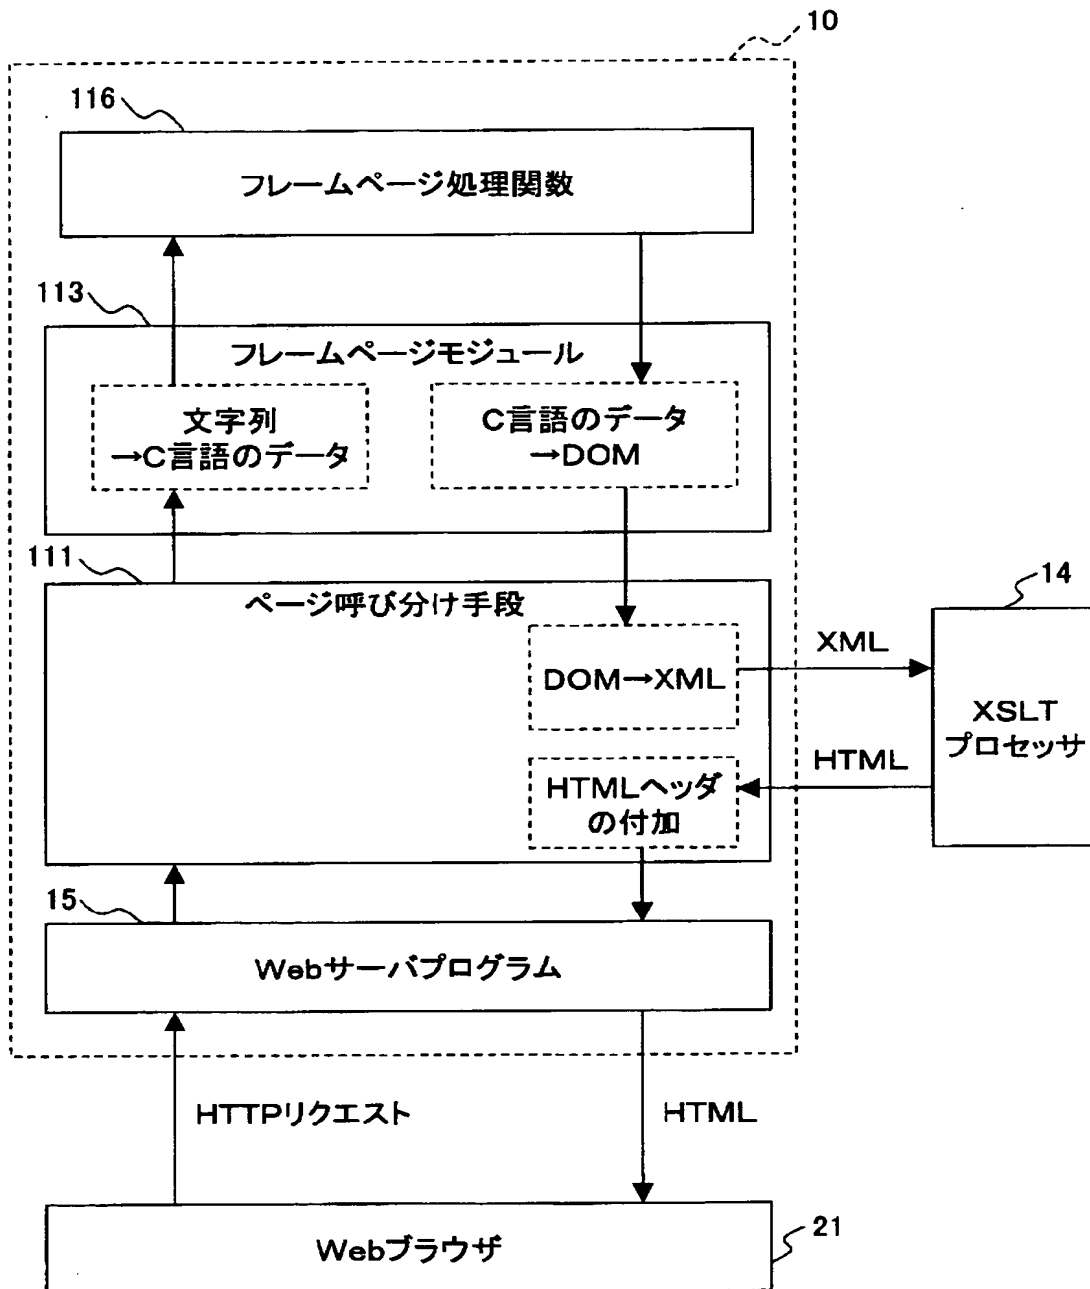 10
116
フレームページ処理関数
113
フレームページモジュール
文字列
→C言語のデータ
C言語のデータ
→DOM
111
ページ呼び分け手段
14
DOM→XML
XML
XSLT
プロセッサ
HTML
HTMLヘッダ
の付加
15
Webサーバプログラム
HTTPリクエスト
HTML
Webブラウザ
21